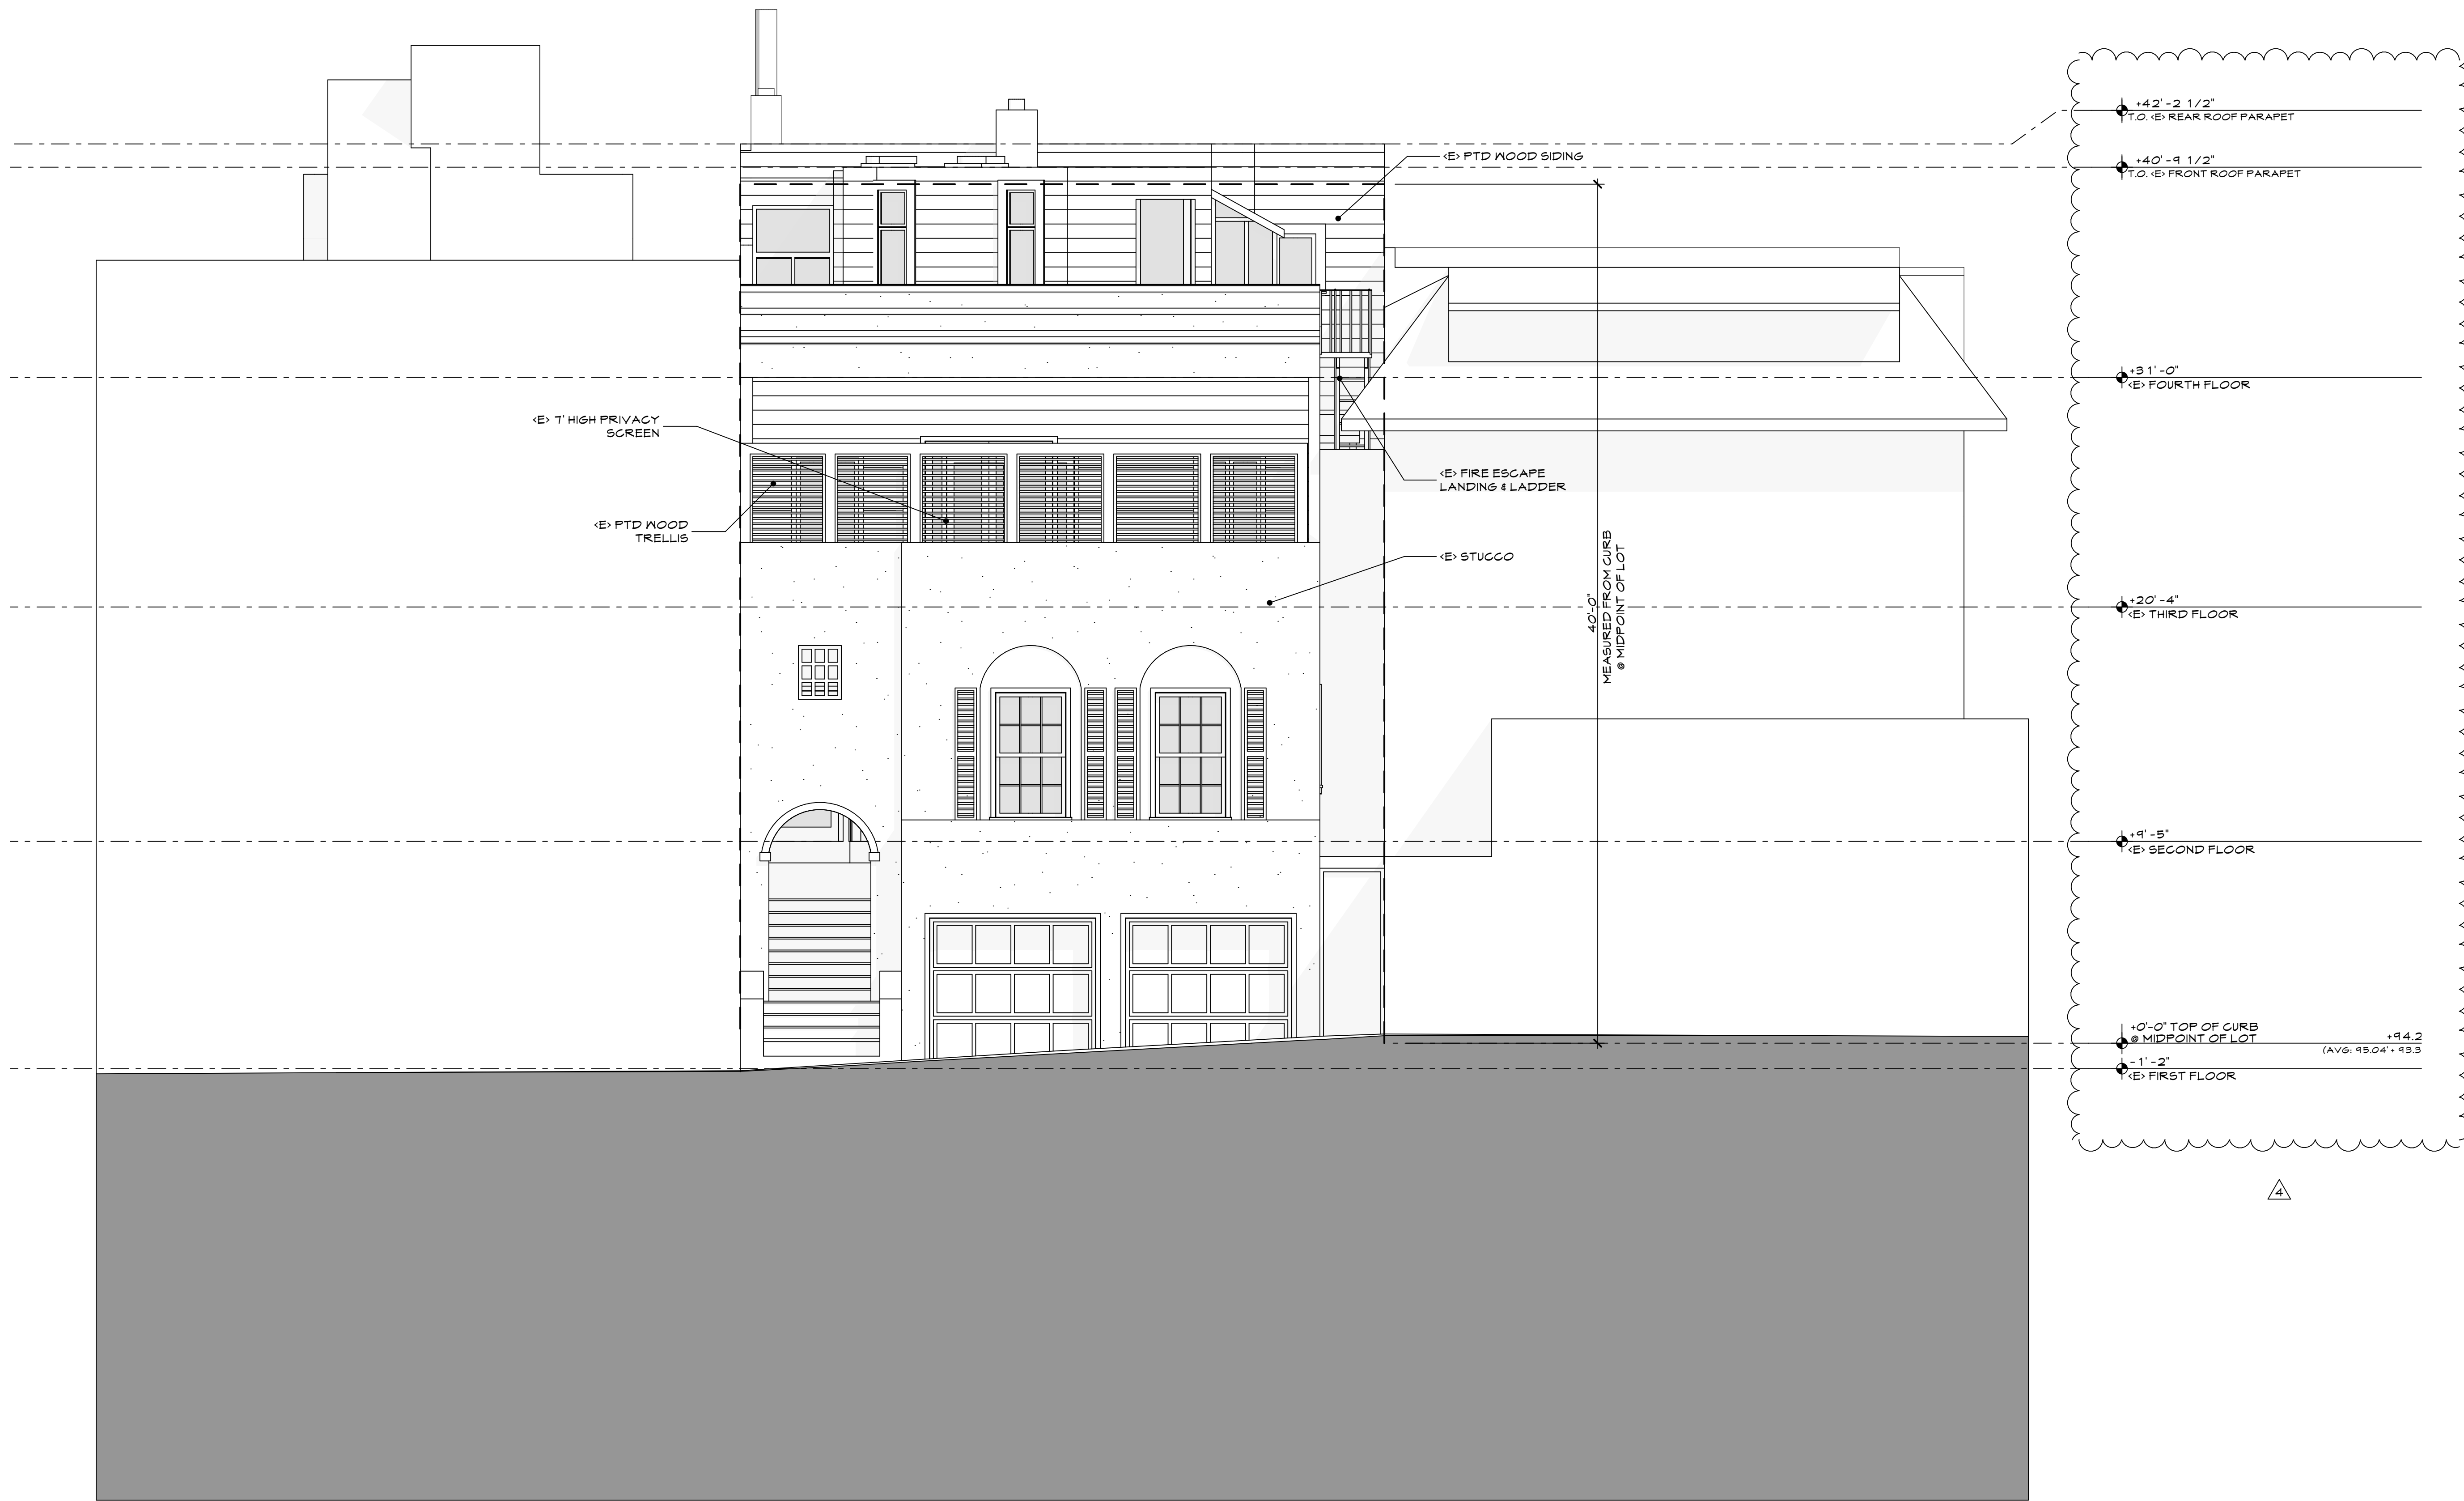 +42'-2 1/2"
T.O. <E> REAR ROOF PARAPET
+40'-9 1/2"
T.O. <E> FRONT ROOF PARAPET
<E> PTD WOOD SIDING
+31'-0"
<E> FOURTH FLOOR
<E> 7' HIGH PRIVACY
SCREEN
<E> FIRE ESCAPE
LANDING & LADDER
<E> PTD WOOD
TRELLIS
<E> STUCCO
40'-0"
MEASURED FROM CURB
@ MIDPOINT OF LOT
+20'-4"
<E> THIRD FLOOR
+9'-5"
<E> SECOND FLOOR
+0'-0" TOP OF CURB
@ MIDPOINT OF LOT
+94.2
(AVG: 95.04' + 93.3
-1'-2"
<E> FIRST FLOOR
4